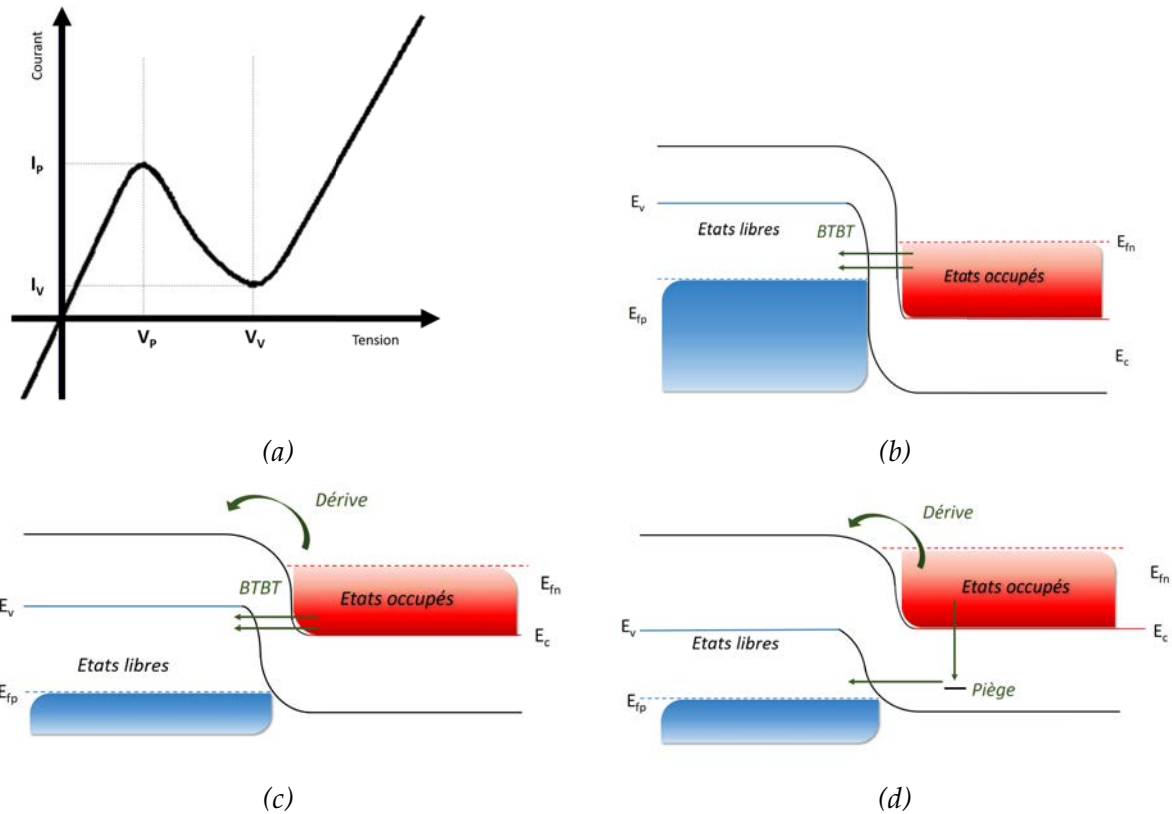 Courant
I_P
I_V
V_P
V_V
Tension
(a)
E_v
Etats libres
BTBT
E_fn
Etats occupés
E_fp
E_c
(b)
Dérive
BTBT
E_fn
Etats occupés
E_v
E_c
Etats libres
E_fp
(c)
Dérive
E_fn
Etats occupés
E_v
E_c
Etats libres
Piège
E_fp
(d)